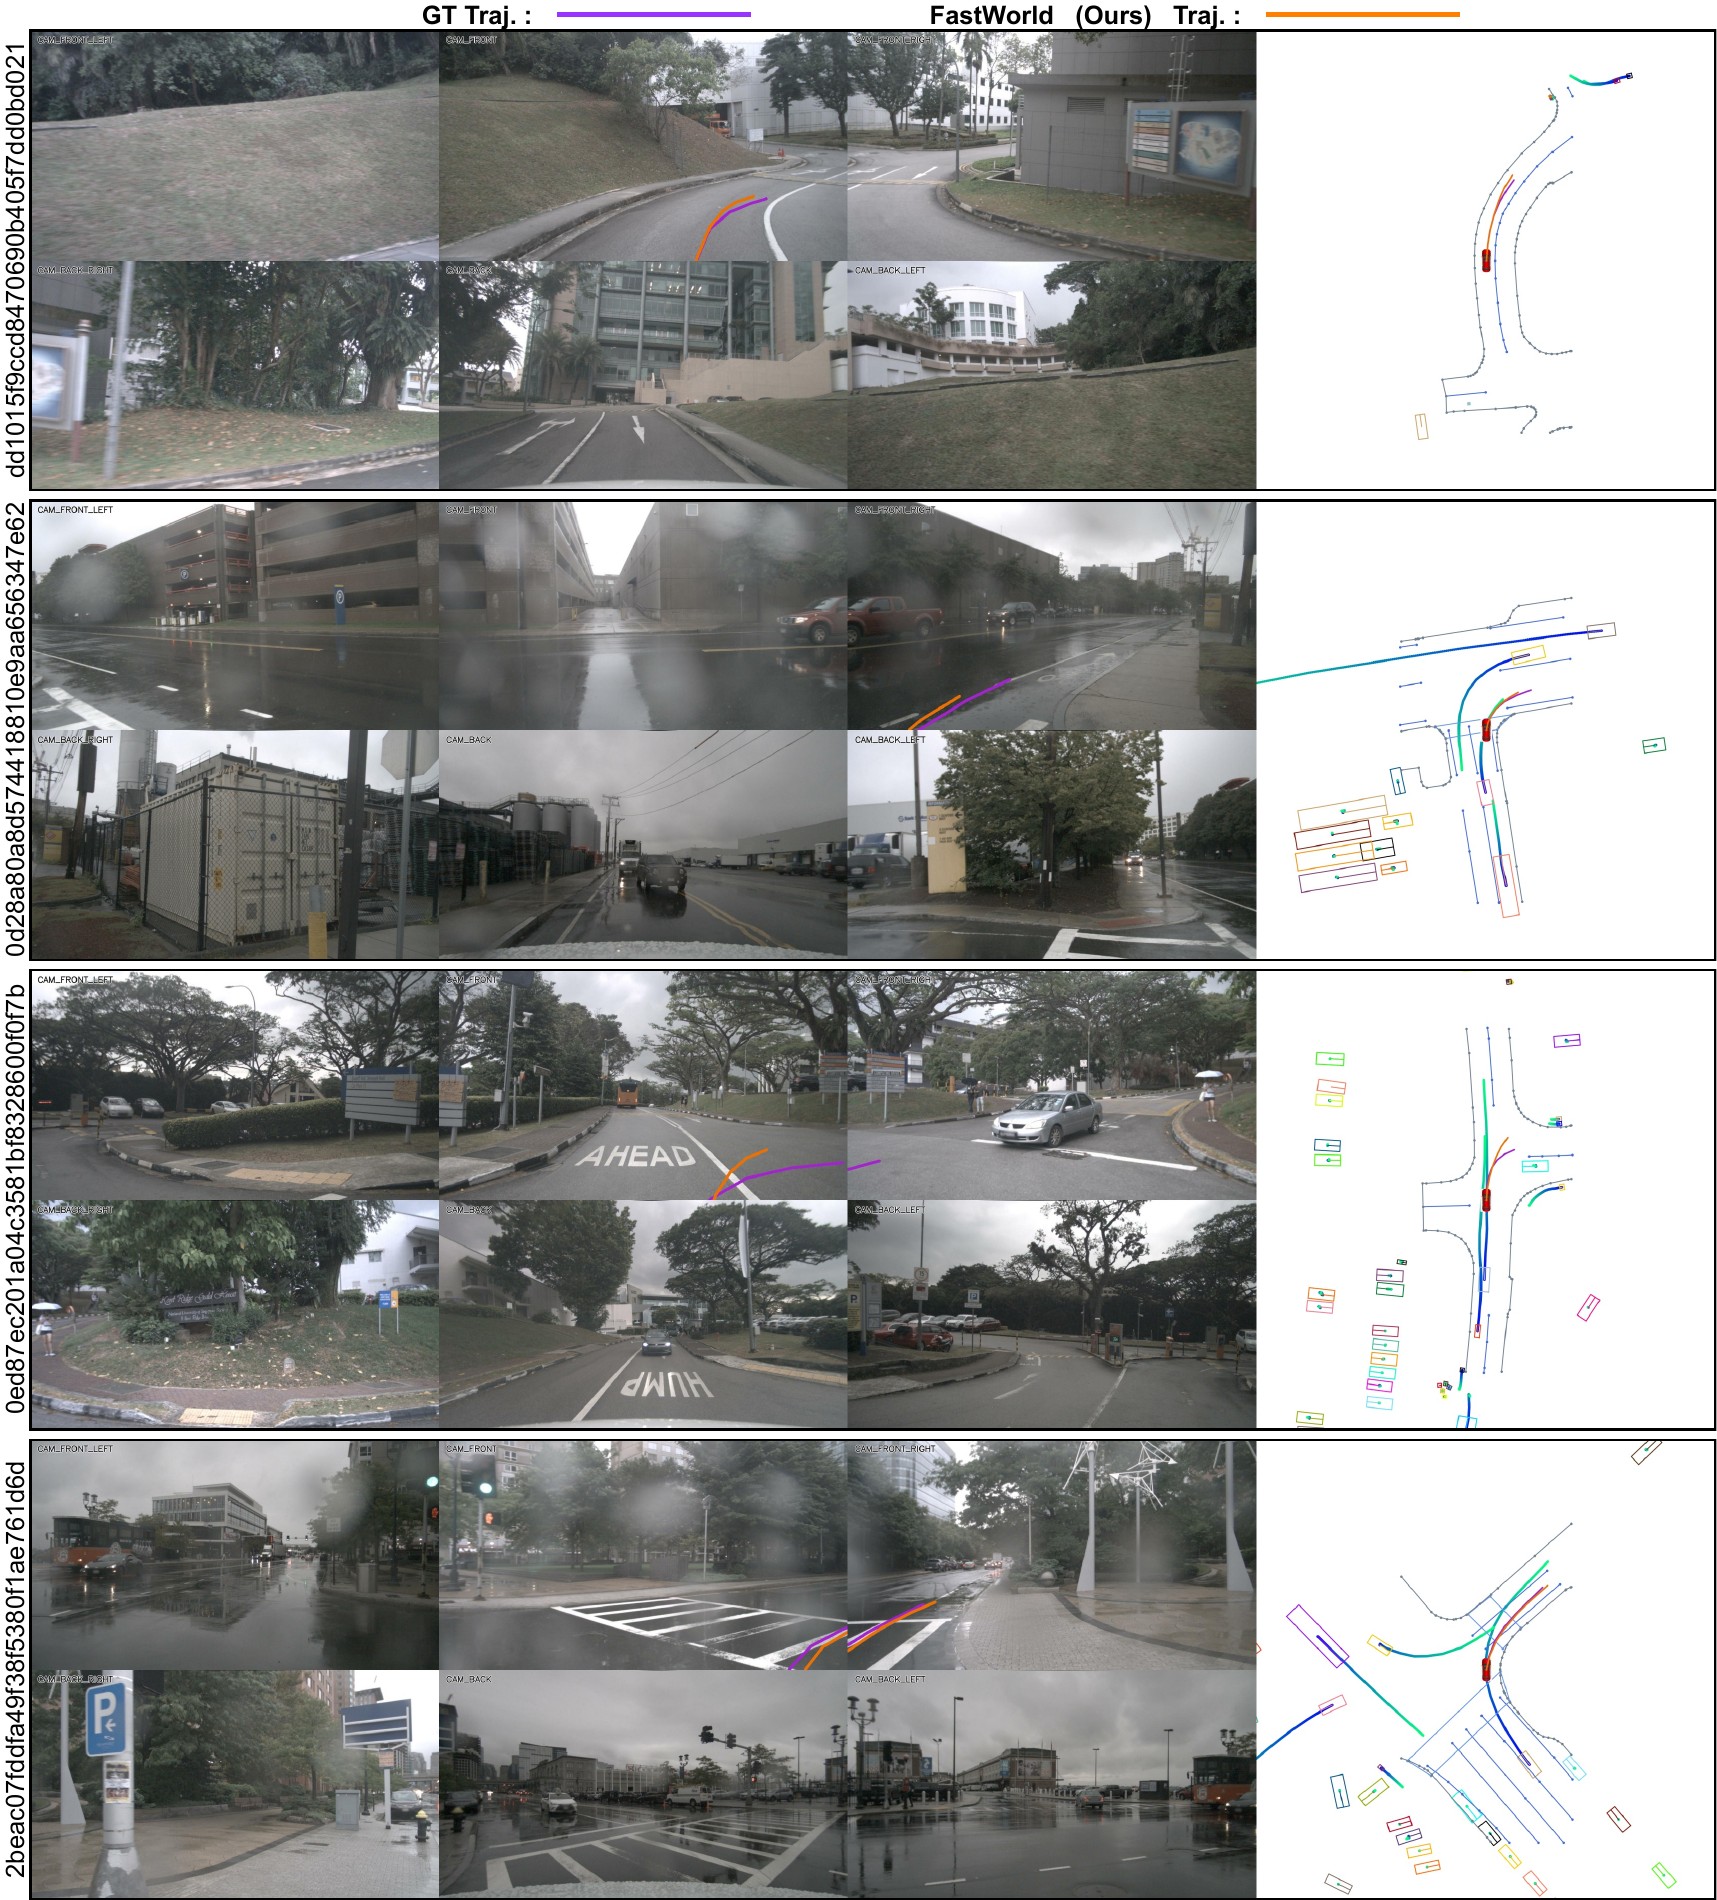 GT Traj. :
FastWorld (Ours) Traj. :
dd1015f9ccd8470690b405f7dd0bd021
CAM_FRONT_LEFT
CAM_FRONT
CAM_FRONT_RIGHT
CAM_BACK_RIGHT
CAM_BACK
CAM_BACK_LEFT
0d28a80a8d574418810e9aa656347e62
CAM_FRONT_LEFT
CAM_FRONT
CAM_FRONT_RIGHT
CAM_BACK_RIGHT
CAM_BACK
CAM_BACK_LEFT
0ed87ec201a04c3581bf8328600f0f7b
CAM_FRONT_LEFT
CAM_FRONT
CAM_FRONT_RIGHT
AHEAD
CAM_BACK_RIGHT
CAM_BACK
CAM_BACK_LEFT
P
HUMP
2beac07fddfa49f38f5380f1ae761d6d
CAM_FRONT_LEFT
CAM_FRONT
CAM_FRONT_RIGHT
CAM_BACK_RIGHT
CAM_BACK
CAM_BACK_LEFT
P